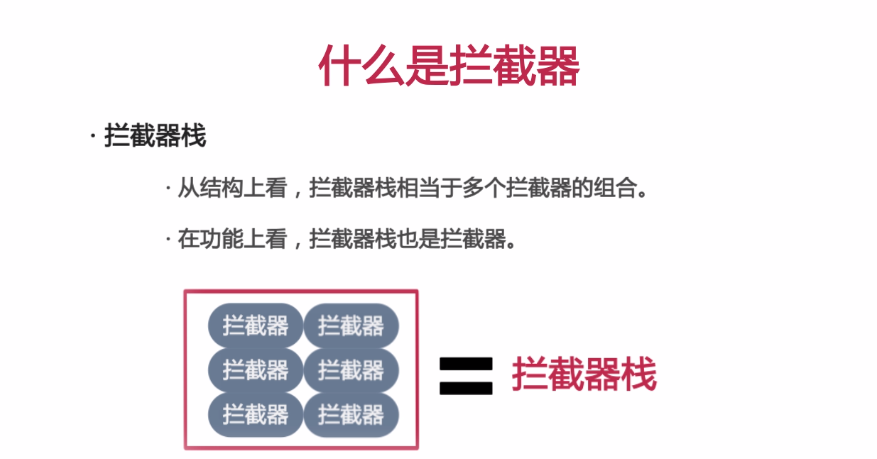 什么是拦截器
· 拦截器栈
· 从结构上看，拦截器栈相当于多个拦截器的组合。
· 在功能上看，拦截器栈也是拦截器。
拦截器 拦截器
拦截器 拦截器 = 拦截器栈
拦截器 拦截器